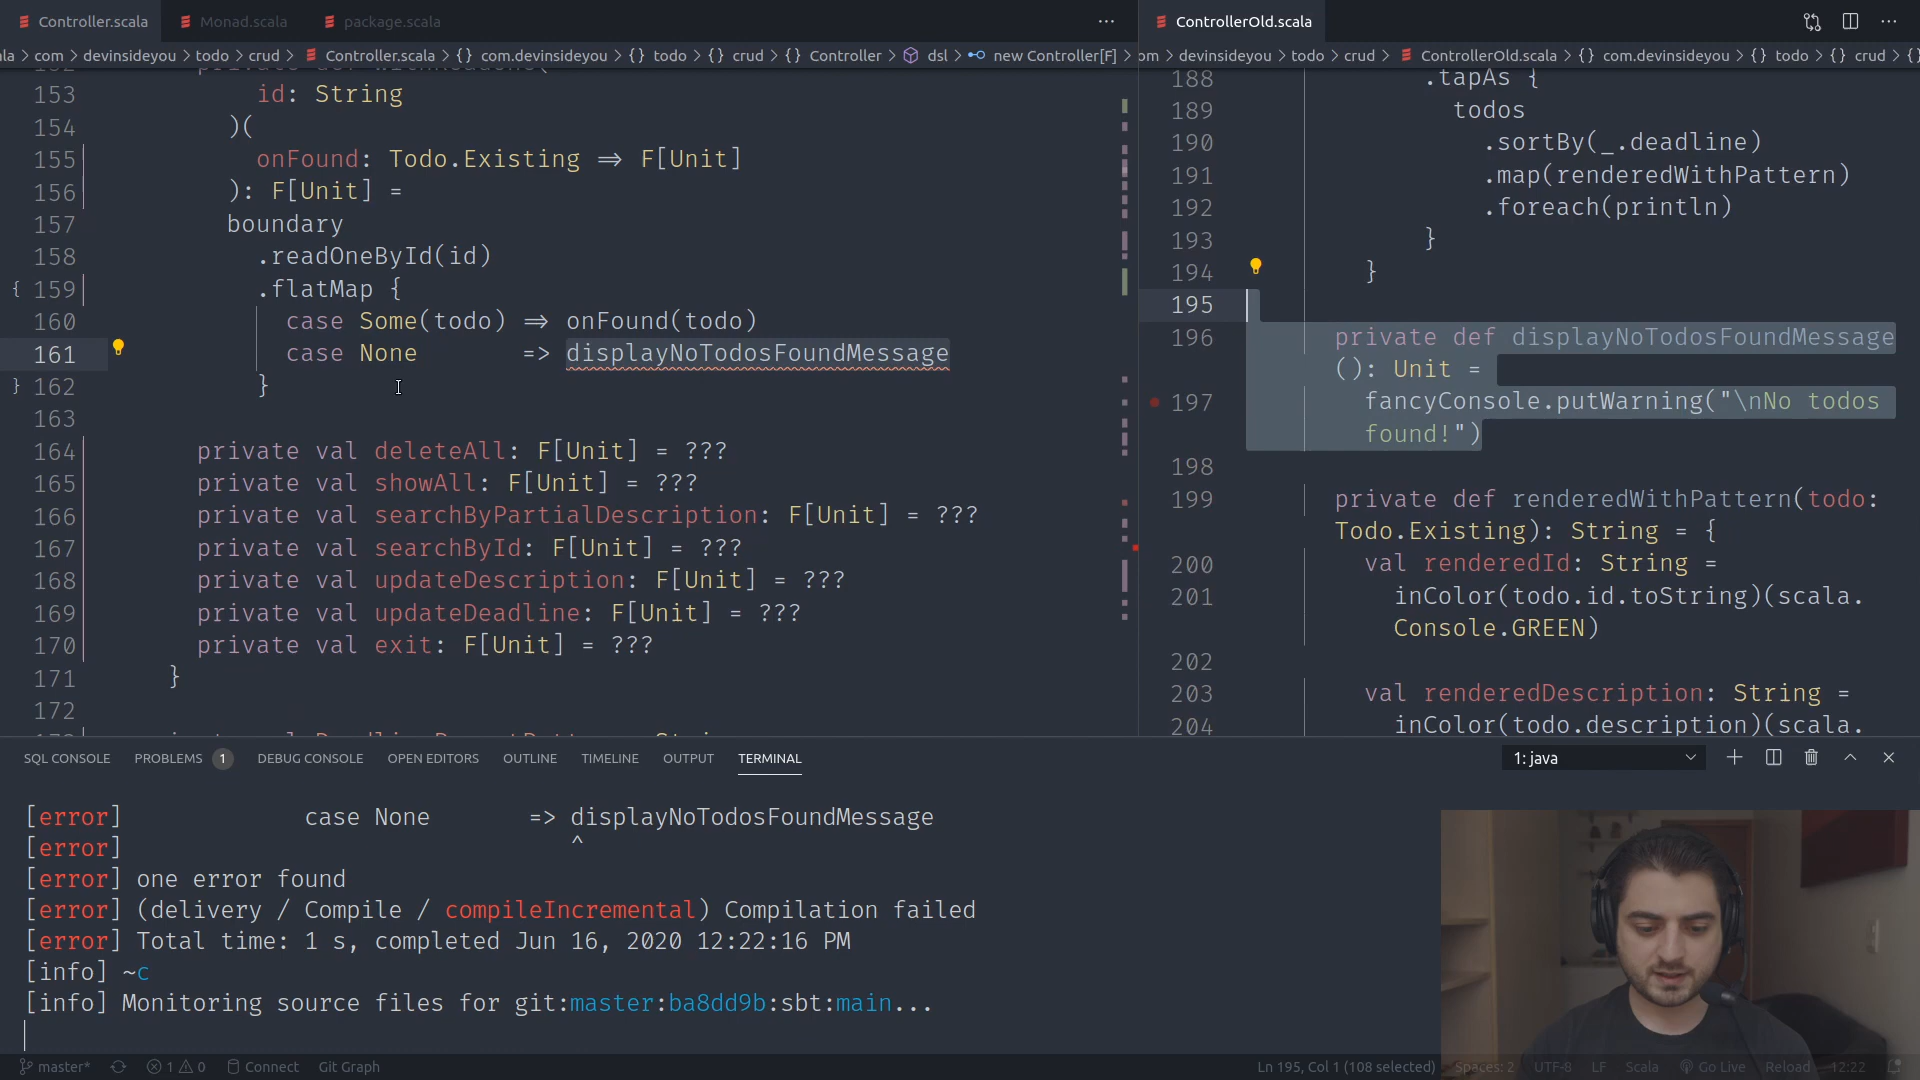 Controller.scala
Monad.scala
package.scala
ControllerOld.scala
la > com > devinsideyou > todo > crud > Controller.scala > {} com.devinsideyou > {} todo > {} crud > {} Controller > dsl > new Controller[F] >
om > devinsideyou > todo > crud > ControllerOld.scala > {} com.devinsideyou > {} todo > {} crud > {}
153 id: String
154 )(
155 onFound: Todo.Existing => F[Unit]
156 ): F[Unit] =
157 boundary
158 .readOneById(id)
{ 159 .flatMap {
160 case Some(todo) => onFound(todo)
161 case None => displayNoTodosFoundMessage
} 162 }
163
164 private val deleteAll: F[Unit] = ???
165 private val showAll: F[Unit] = ???
166 private val searchByPartialDescription: F[Unit] = ???
167 private val searchById: F[Unit] = ???
168 private val updateDescription: F[Unit] = ???
169 private val updateDeadline: F[Unit] = ???
170 private val exit: F[Unit] = ???
171 }
172
188 .tapAs {
189 todos
190 .sortBy(_.deadline)
191 .map(renderedWithPattern)
192 .foreach(println)
193 }
194 }
195
196 private def displayNoTodosFoundMessage
(): Unit =
197 fancyConsole.putWarning("\nNo todos
found!")
198
199 private def renderedWithPattern(todo:
Todo.Existing): String = {
200 val renderedId: String =
201 inColor(todo.id.toString)(scala.
Console.GREEN)
202
203 val renderedDescription: String =
204 inColor(todo.description)(scala.
SQL CONSOLE
PROBLEMS 1
DEBUG CONSOLE
OPEN EDITORS
OUTLINE
TIMELINE
OUTPUT
TERMINAL
1: java
[error] case None => displayNoTodosFoundMessage
[error] ^
[error] one error found
[error] (delivery / Compile / compileIncremental) Compilation failed
[error] Total time: 1 s, completed Jun 16, 2020 12:22:16 PM
[info] ~c
[info] Monitoring source files for git:master:ba8dd9b:sbt:main...
master*
1 0
Connect
Git Graph
Ln 195, Col 1 (108 selected)
Spaces: 2
UTF-8
LF
Scala
Go Live
Reload
12:22